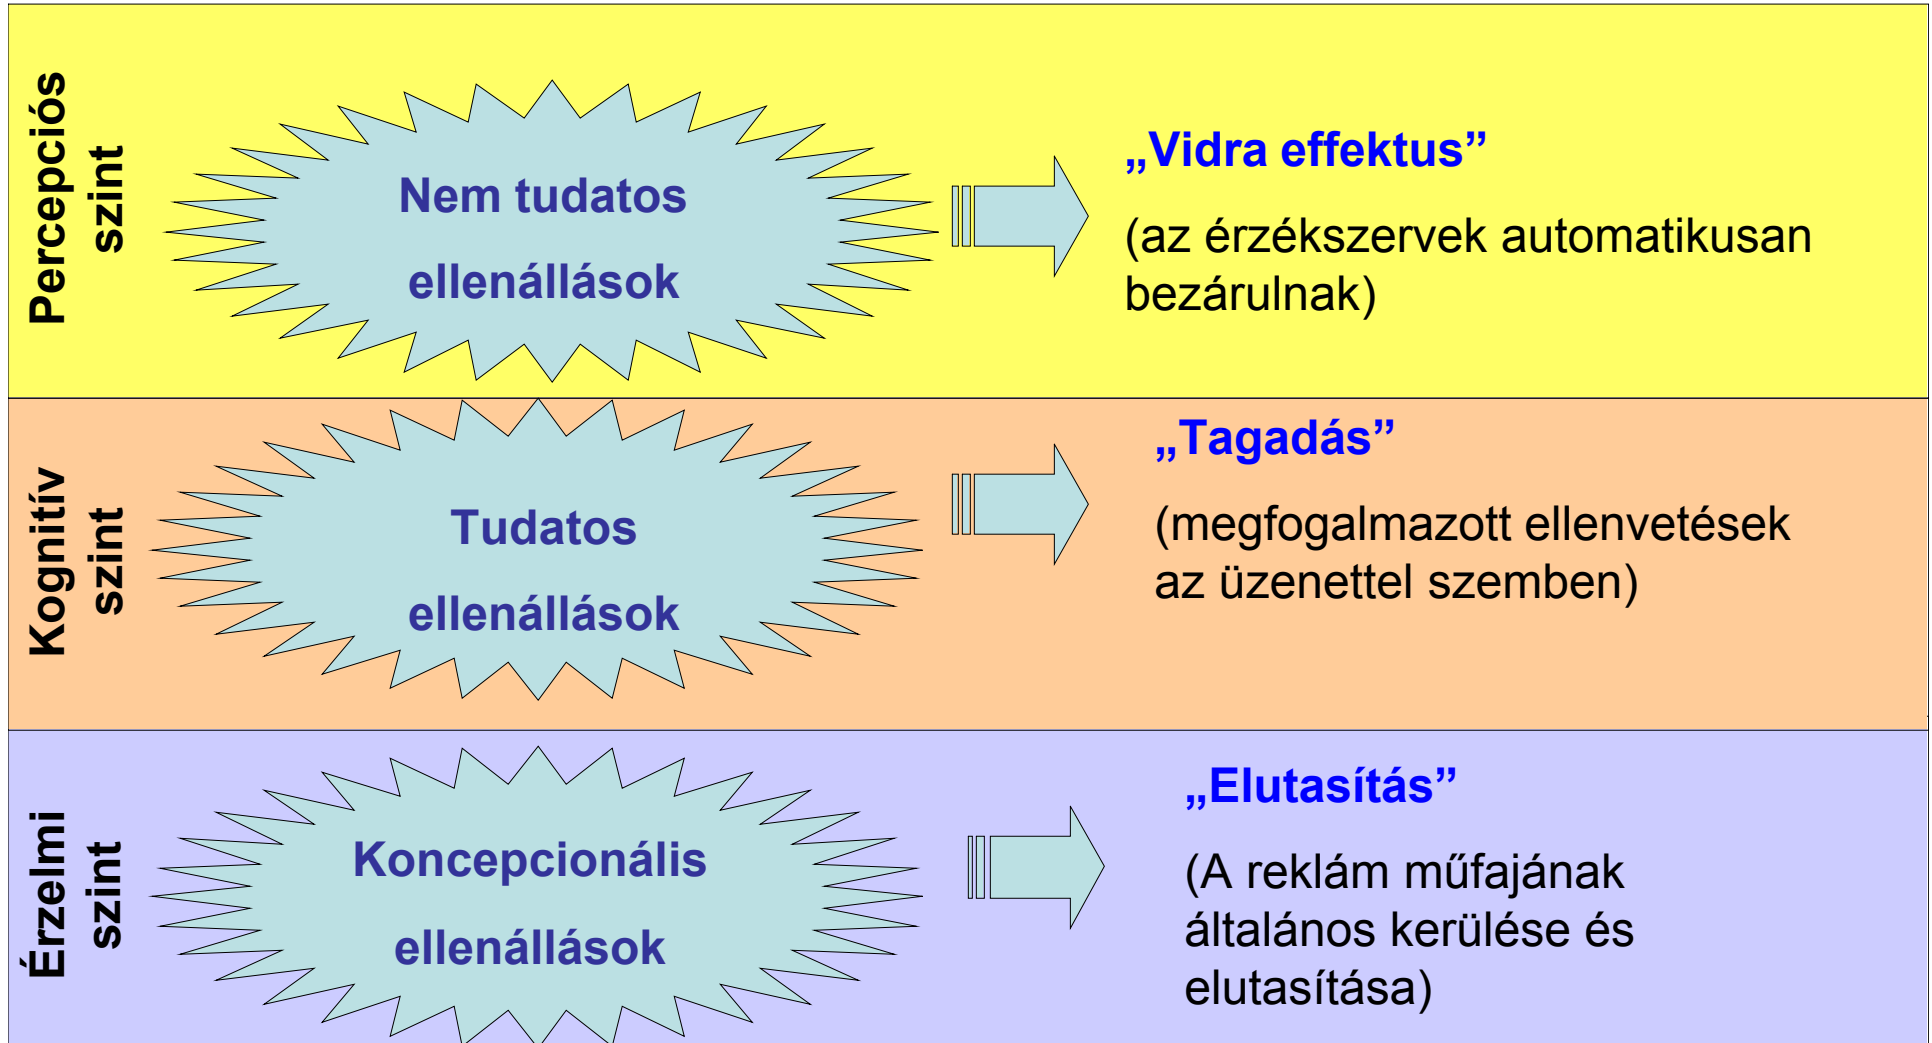 Percepciós
szint
Nem tudatos
ellenállások
„Vidra effektus”
(az érzékszervek automatikusan
bezárulnak)
Kognitív
szint
Tudatos
ellenállások
„Tagadás”
(megfogalmazott ellenvetések
az üzenettel szemben)
Érzelmi
szint
Koncepcionális
ellenállások
„Elutasítás”
(A reklám műfajának
általános kerülése és
elutasítása)